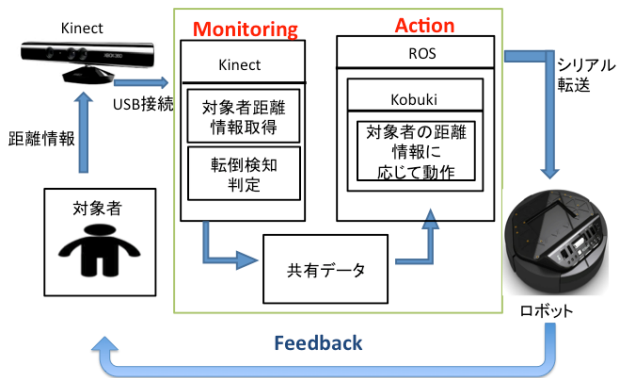 Kinect
Monitoring
Action
Kinect
ROS
シリアル
転送
USB接続
Kobuki
対象者距離
情報取得
対象者の距離
情報に
応じて動作
距離情報
転倒検知
判定
対象者
共有データ
ロボット
Feedback